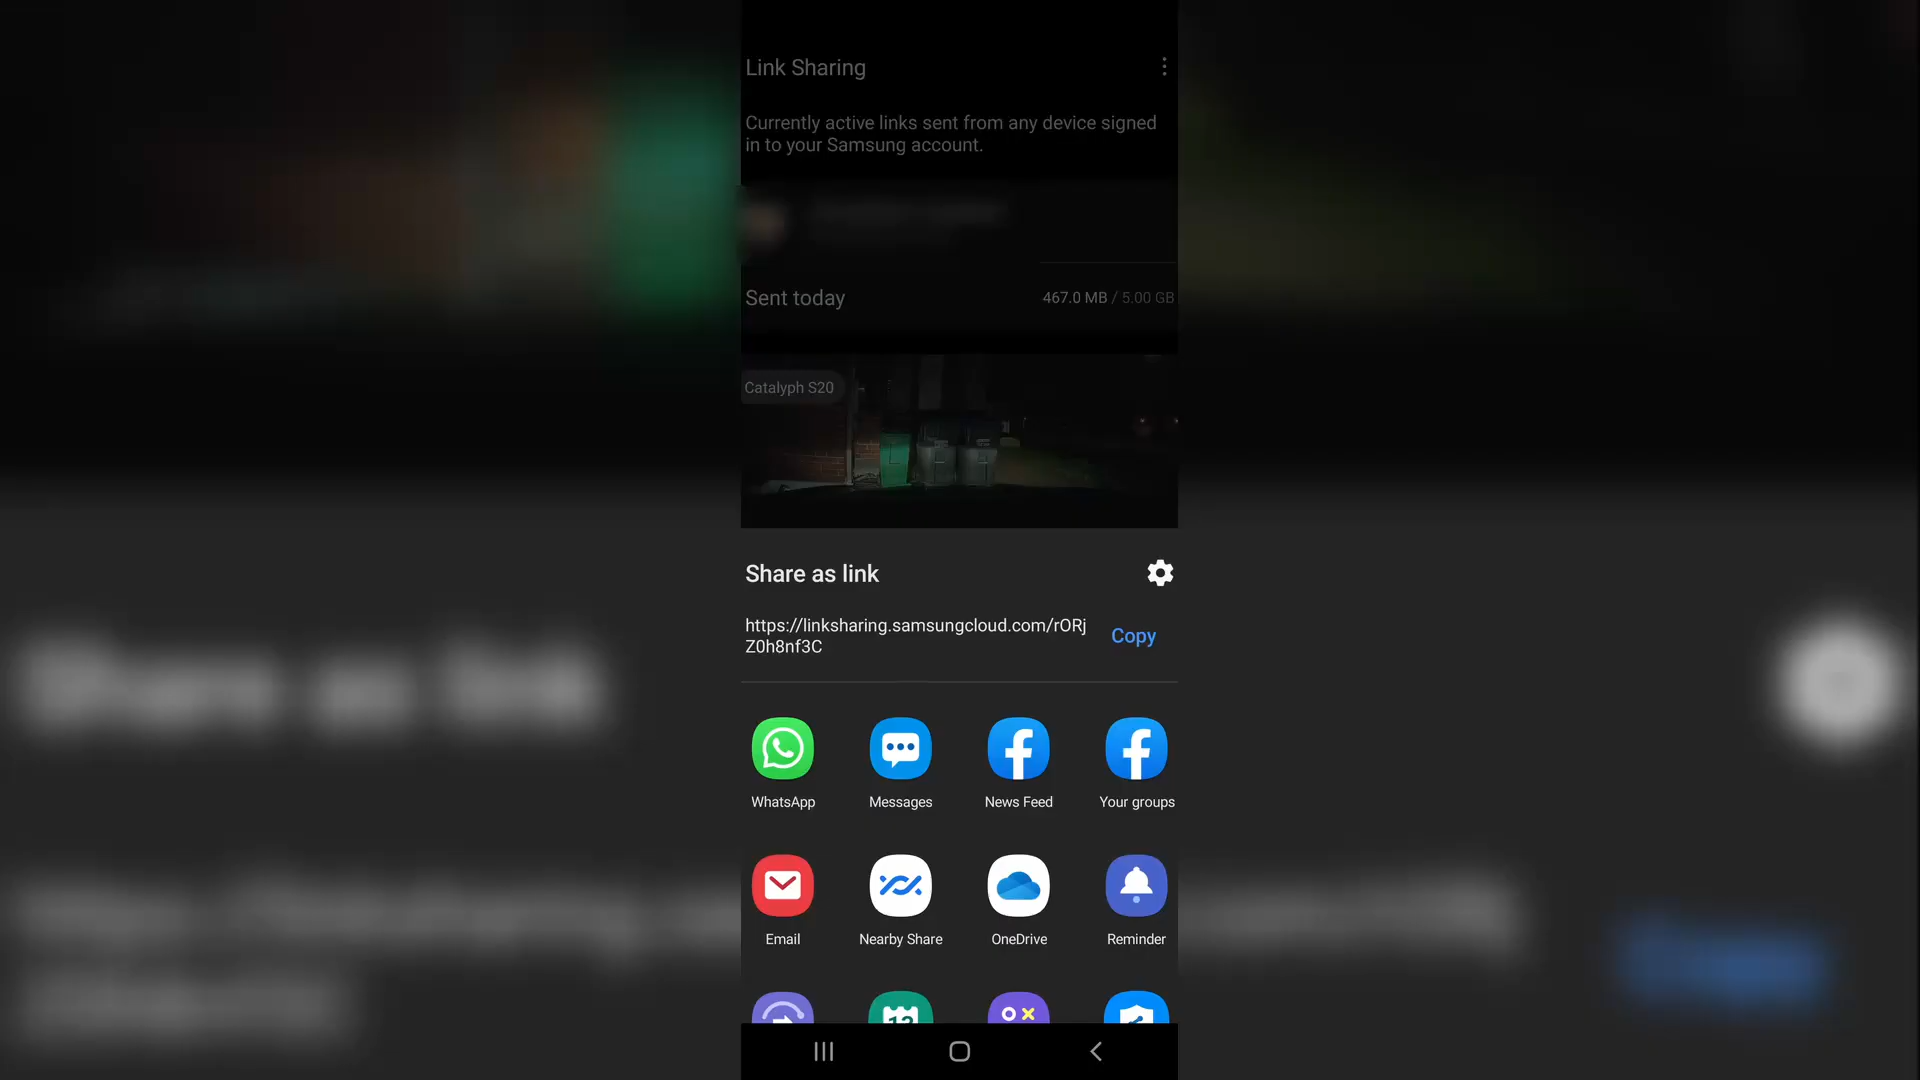 Link Sharing
Currently active links sent from any device signed
in to your Samsung account.
Sent today
467.0 MB / 5.00 GB
Catalyph S20
Share as link
https://linksharing.samsungcloud.com/rORj
Z0h8nf3C
Copy
WhatsApp
Messages
News Feed
Your groups
Email
Nearby Share
OneDrive
Reminder